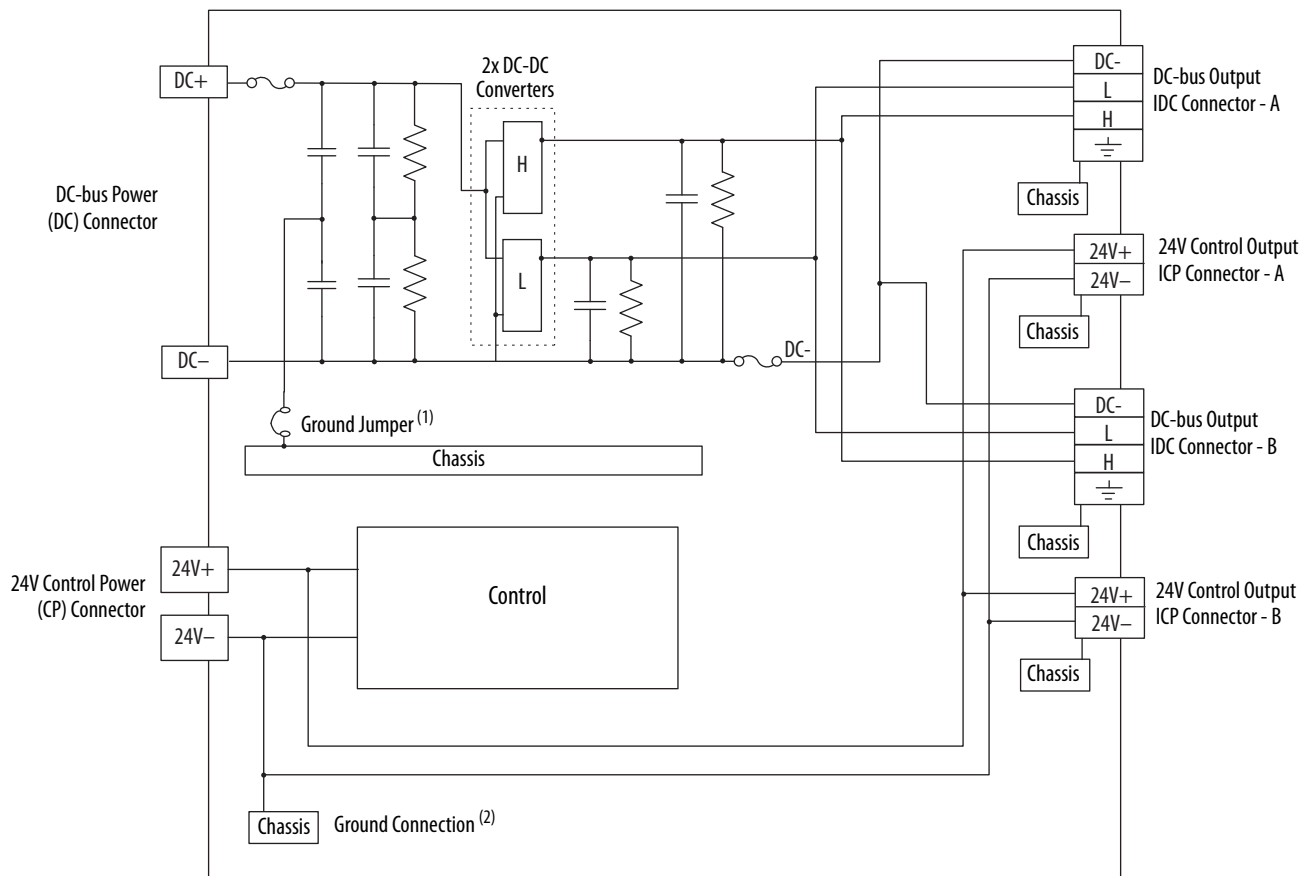 DC+
2x DC-DC
Converters
H
L
DC-bus Power
(DC) Connector
DC−
DC-
Ground Jumper (1)
Chassis
DC-
L
H
DC-bus Output
IDC Connector - A
Chassis
24V+
24V−
24V Control Output
ICP Connector - A
Chassis
DC-
L
H
DC-bus Output
IDC Connector - B
Chassis
24V Control Power
(CP) Connector
24V+
24V−
Control
24V+
24V−
24V Control Output
ICP Connector - B
Chassis
Chassis
Ground Connection (2)